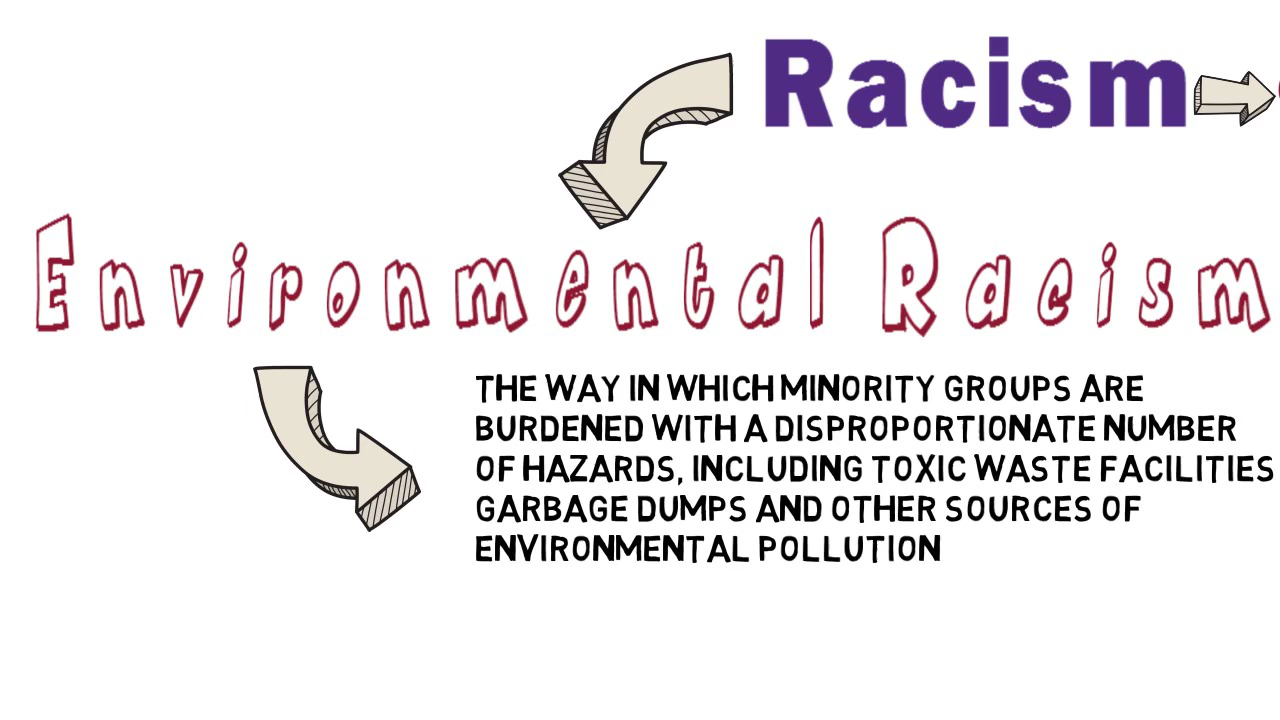 Racism
Environmental Racism
THE WAY IN WHICH MINORITY GROUPS ARE
BURDENED WITH A DISPROPORTIONATE NUMBER
OF HAZARDS, INCLUDING TOXIC WASTE FACILITIES
GARBAGE DUMPS AND OTHER SOURCES OF
ENVIRONMENTAL POLLUTION